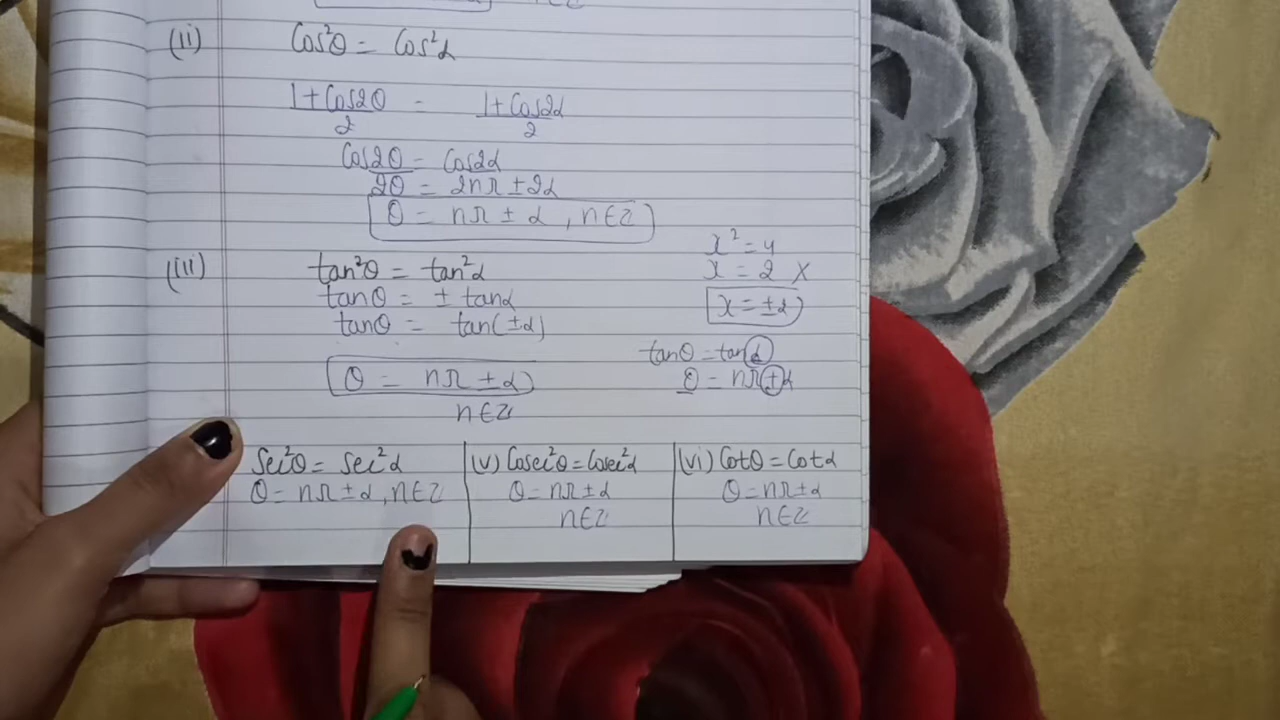 (ii) Cos²θ = Cos²α
1+Cos2θ/2 = 1+Cos2α/2
Cos2θ = Cos2α
2θ = 2nπ ± 2α
θ = nπ ± α, n∈Z
(iii) tan²θ = tan²α
tanθ = ± tanα
tanθ = tan(±α)
θ = nπ ± α
n∈Z
x² = 4
x = 2 X
x = ±2
tanθ = tanα
θ = nπ ± α
Sec²θ = Sec²α
θ = nπ ± α, n∈Z
(v) Cosec²θ = Cosec²α
θ = nπ ± α
n∈Z
(vi) Cotθ = Cotα
θ = nπ ± α
n∈Z